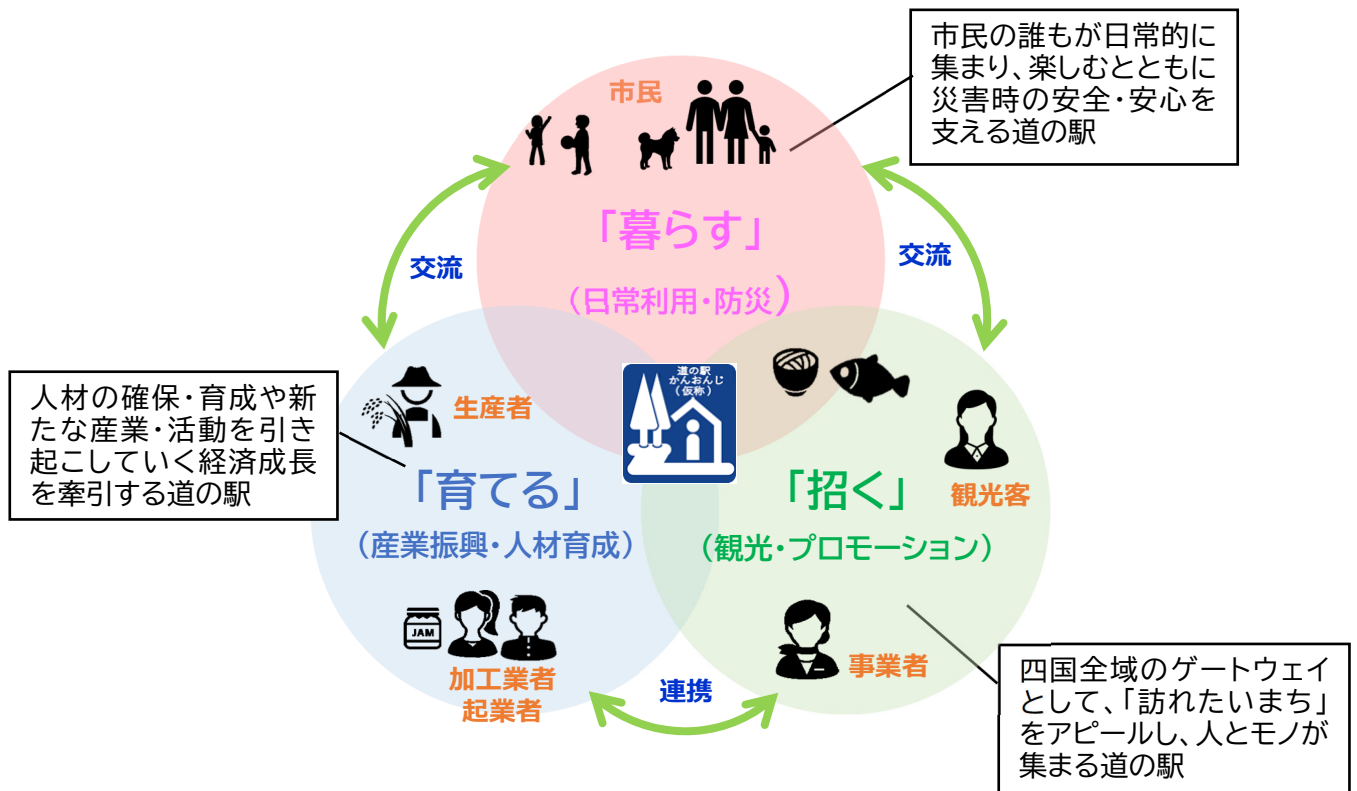 市民の誰もが日常的に
集まり、楽しむとともに
災害時の安全・安心を
支える道の駅
市民
「暮らす」
（日常利用・防災）
交流
交流
道の駅
かんおんじ
（仮称）
人材の確保・育成や新
たな産業・活動を引き
起こしていく経済成長
を牽引する道の駅
生産者
「育てる」
（産業振興・人材育成）
JAM
加工業者
起業者
「招く」
（観光・プロモーション）
観光客
事業者
連携
四国全域のゲートウェイ
として、「訪れたいまち」
をアピールし、人とモノが
集まる道の駅